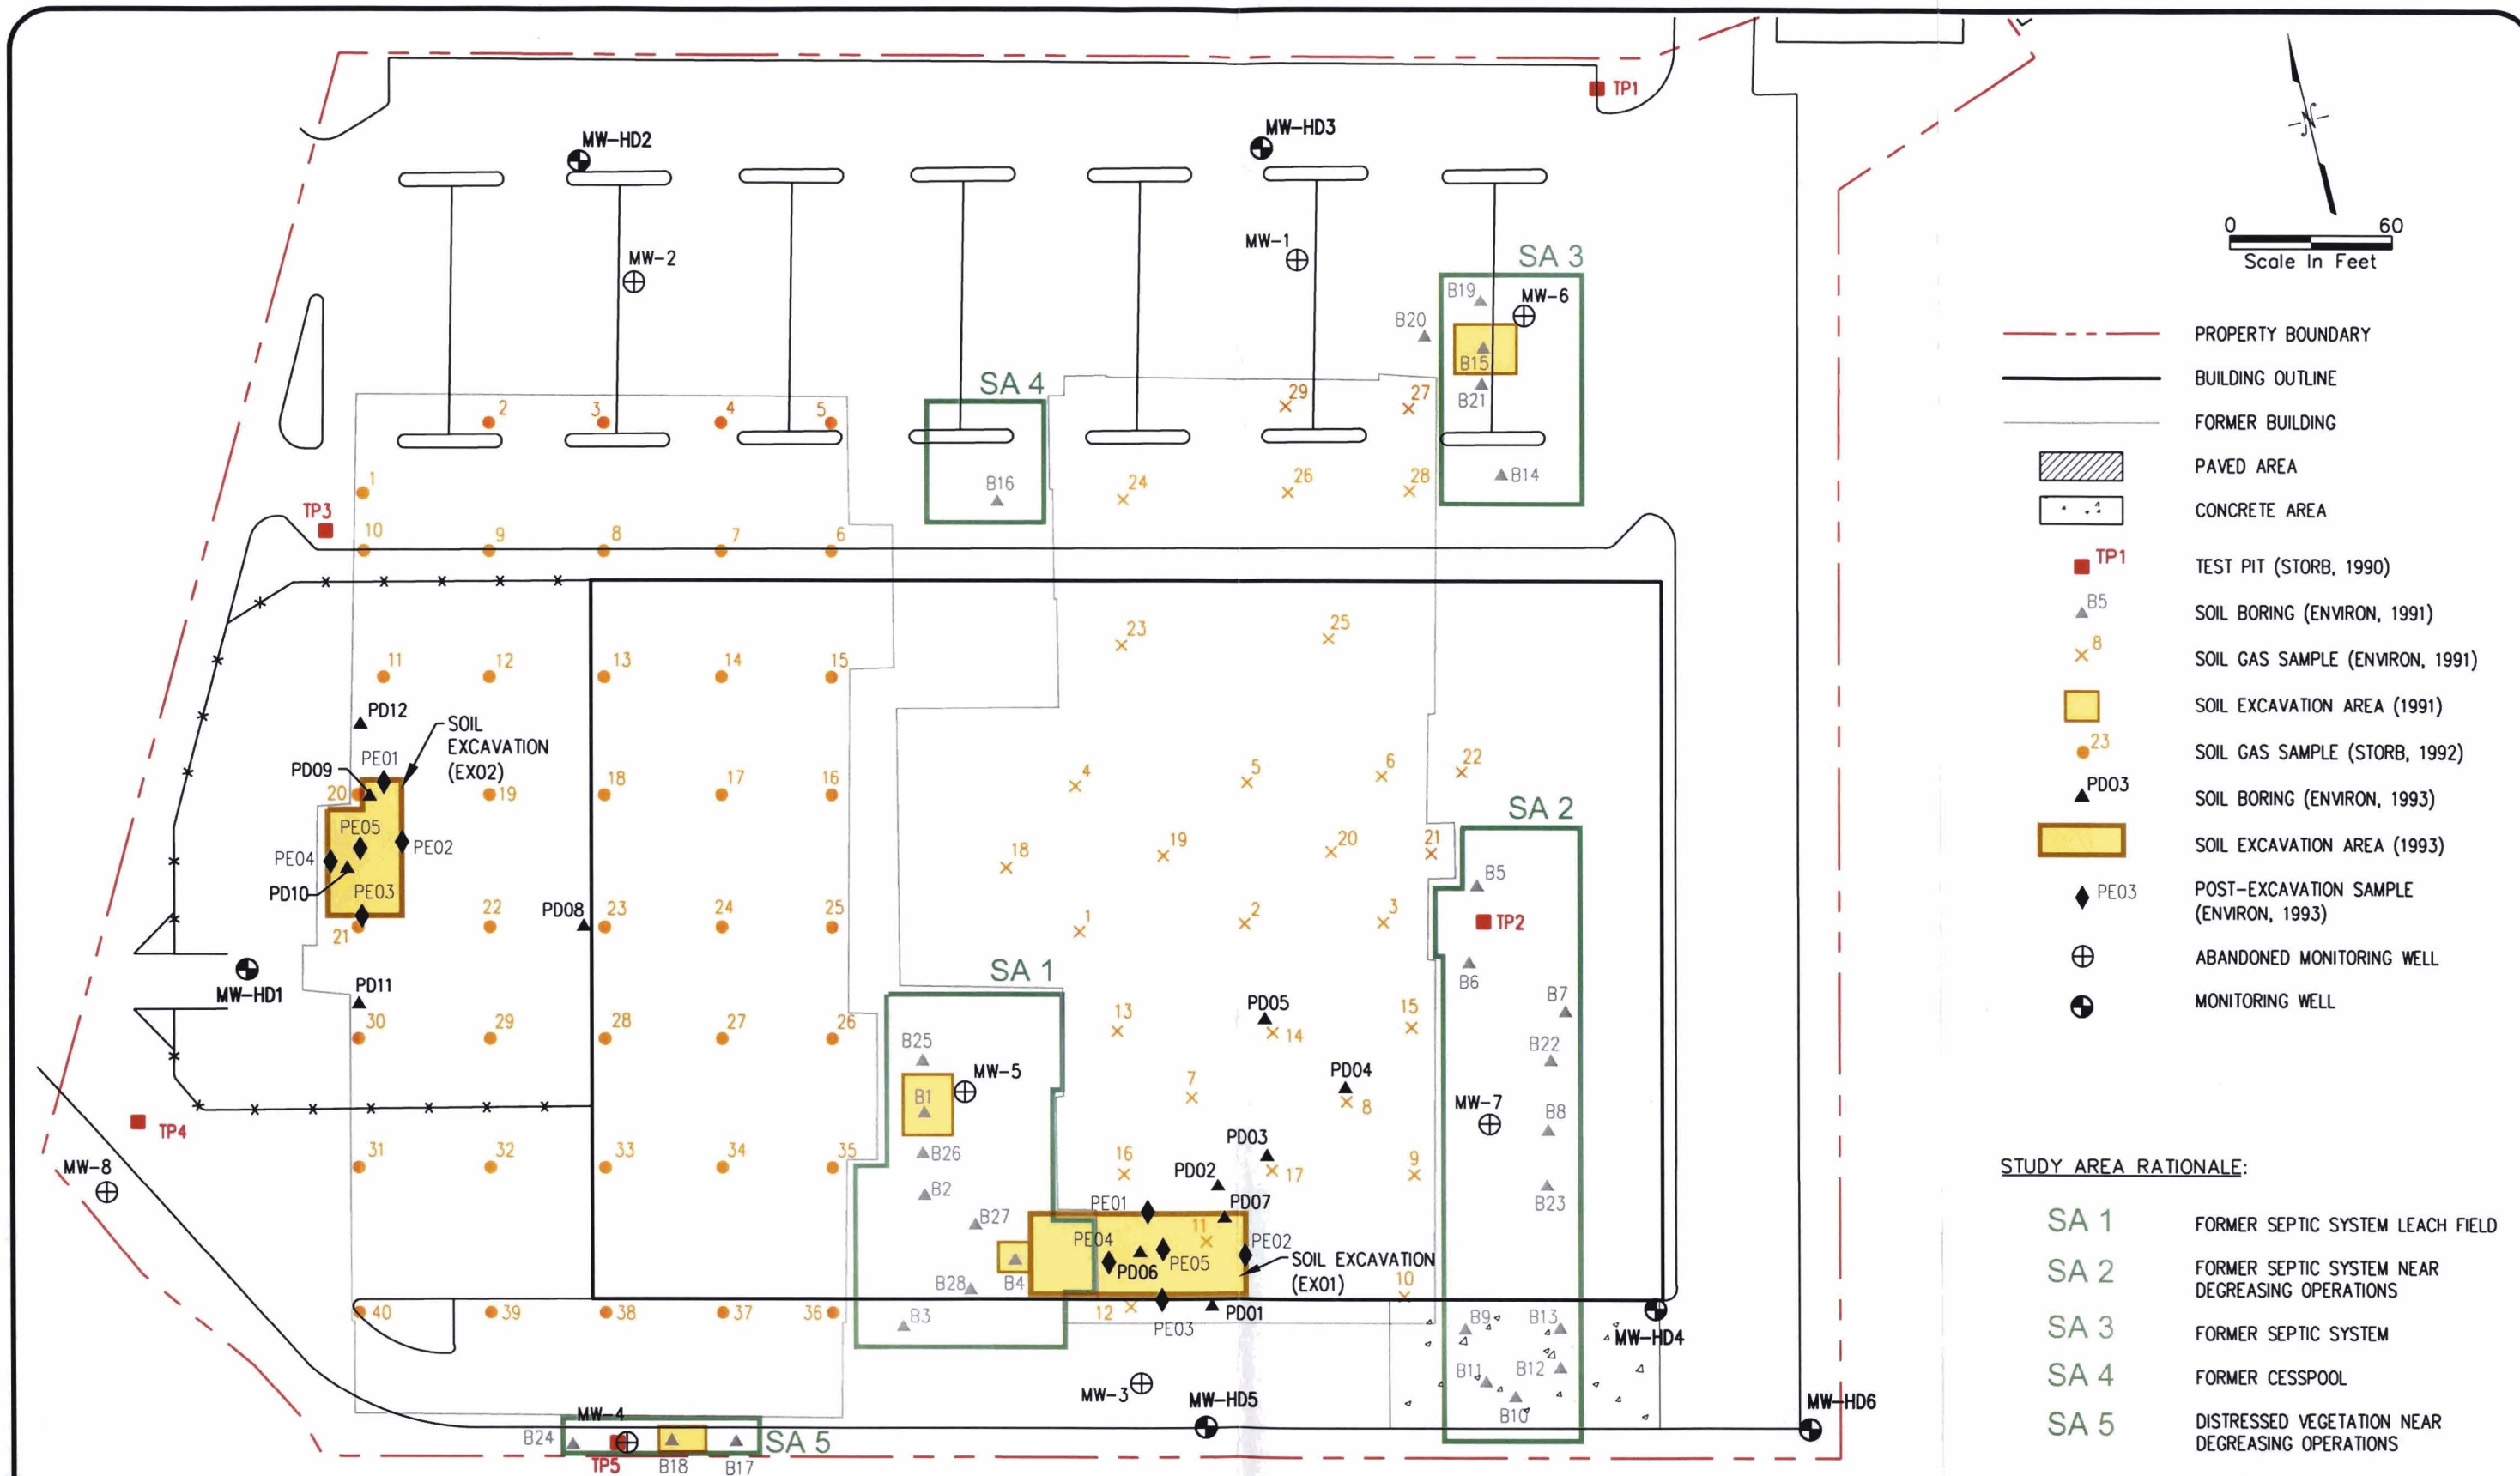 TP1
MW-HD2
MW-HD3
MW-2
MW-1
SA 3
B19
MW-6
B20
B15
B21
B14
SA 4
B16
2
3
4
5
29
27
1
24
26
28
TP3
10
9
8
7
6
23
25
11
12
13
14
15
PD12
SOIL
EXCAVATION
(EX02)
PE01
PD09
20
19
18
17
16
4
5
6
22
PE05
PE04
PE02
PD10
PE03
18
19
20
21
SA 2
B5
TP2
21
22
PD08
23
24
25
1
2
3
B6
MW-HD1
SA 1
B7
PD11
30
29
28
27
26
B25
13
PD05
14
15
B22
MW-5
B1
7
PD04
8
MW-7
B8
TP4
MW-8
31
32
33
34
35
B26
B2
16
PD03
17
PD02
9
B23
B27
PE01
PD07
11
PE04
PE02
PE05
PD06
SOIL EXCAVATION
(EX01)
B28
B4
10
40
39
38
37
36
B3
12
PE03
PD01
B9
B13
MW-HD4
B11
B12
B10
MW-3
MW-HD5
MW-HD6
MW-4
B24
SA 5
TP5
B18
B17
N
0 60
Scale In Feet
PROPERTY BOUNDARY
BUILDING OUTLINE
FORMER BUILDING
PAVED AREA
CONCRETE AREA
TP1 TEST PIT (STORB, 1990)
B5 SOIL BORING (ENVIRON, 1991)
8 SOIL GAS SAMPLE (ENVIRON, 1991)
SOIL EXCAVATION AREA (1991)
23 SOIL GAS SAMPLE (STORB, 1992)
PD03 SOIL BORING (ENVIRON, 1993)
SOIL EXCAVATION AREA (1993)
PE03 POST-EXCAVATION SAMPLE
(ENVIRON, 1993)
ABANDONED MONITORING WELL
MONITORING WELL
STUDY AREA RATIONALE:
SA 1 FORMER SEPTIC SYSTEM LEACH FIELD
SA 2 FORMER SEPTIC SYSTEM NEAR
DEGREASING OPERATIONS
SA 3 FORMER SEPTIC SYSTEM
SA 4 FORMER CESSPOOL
SA 5 DISTRESSED VEGETATION NEAR
DEGREASING OPERATIONS